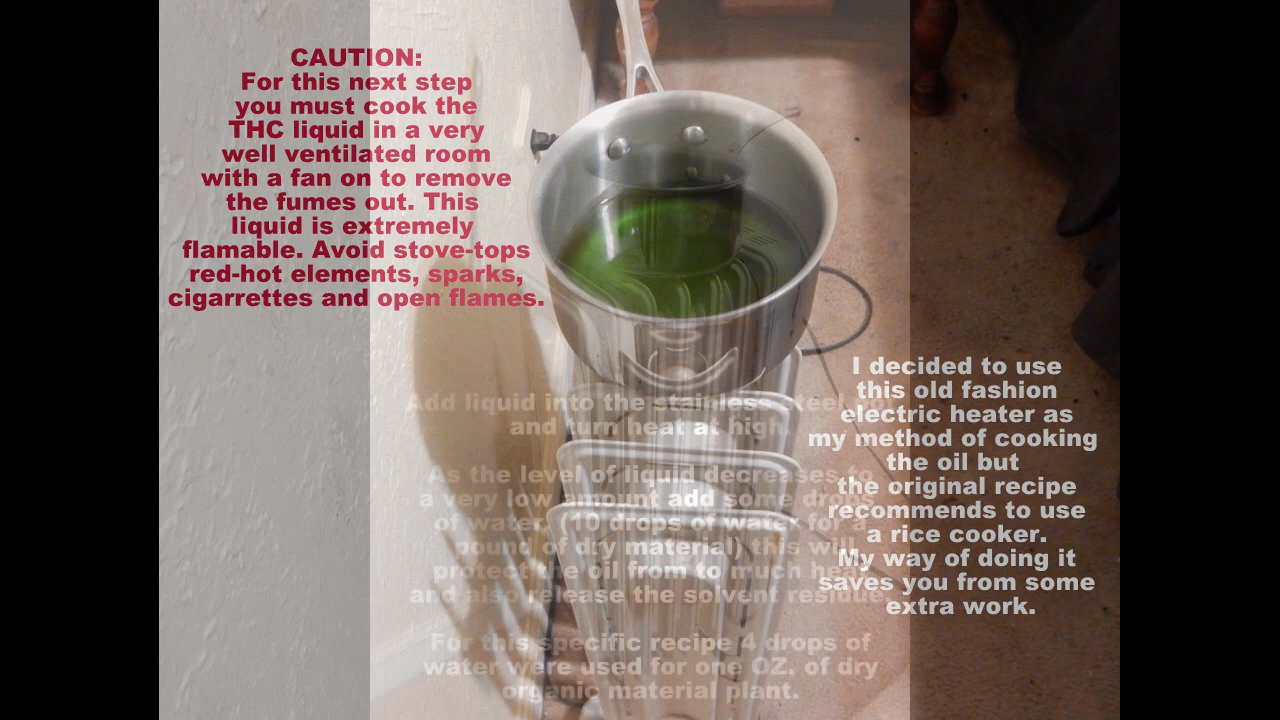 CAUTION:
For this next step
you must cook the
THC liquid in a very
well ventilated room
with a fan on to remove
the fumes out. This
liquid is extremely
flamable. Avoid stove-tops
red-hot elements, sparks,
cigarrettes and open flames.
I decided to use
this old fashion
electric heater as
my method of cooking
the oil but
the original recipe
recommends to use
a rice cooker.
My way of doing it
saves you from some
extra work.
Add liquid into the stainless steel
and turn heat at high.
As the level of liquid decreases to
a very low amount add some drops
of water. (10 drops of water for a
pound of dry material) this will
protect the oil from to much heat
and also release the solvent residue
For this specific recipe 4 drops of
water were used for one OZ. of dry
organic material plant.